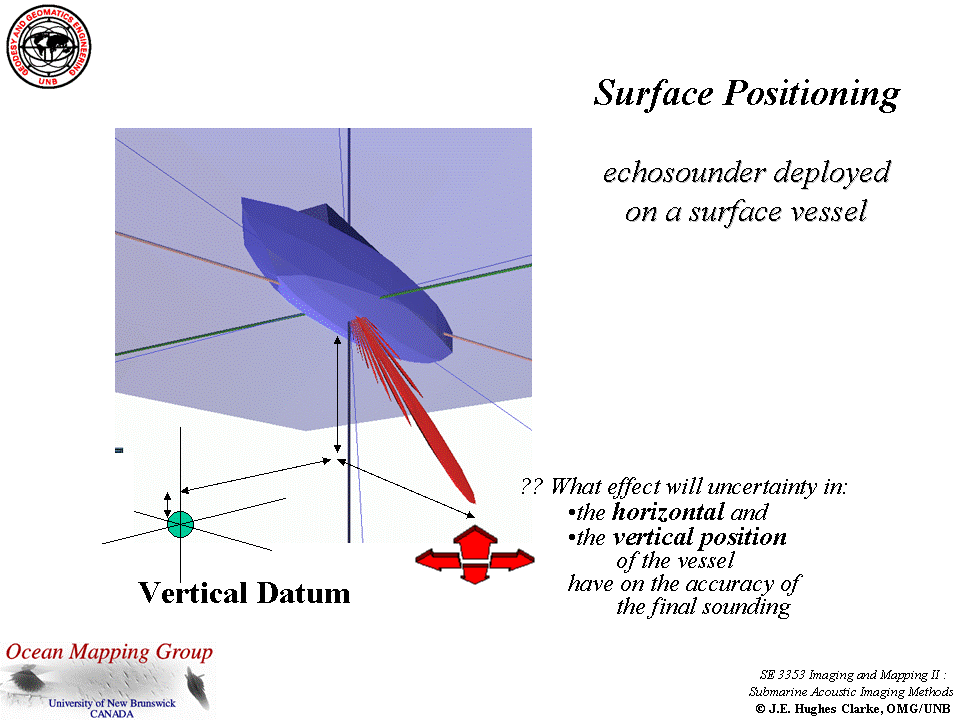 GEODESY AND GEOMATICS ENGINEERING
UNB
Surface Positioning
echosounder deployed
on a surface vessel
?? What effect will uncertainty in:
•the horizontal and
•the vertical position
of the vessel
have on the accuracy of
the final sounding
Vertical Datum
Ocean Mapping Group
University of New Brunswick
CANADA
SE 3353 Imaging and Mapping II :
Submarine Acoustic Imaging Methods
© J.E. Hughes Clarke, OMG/UNB